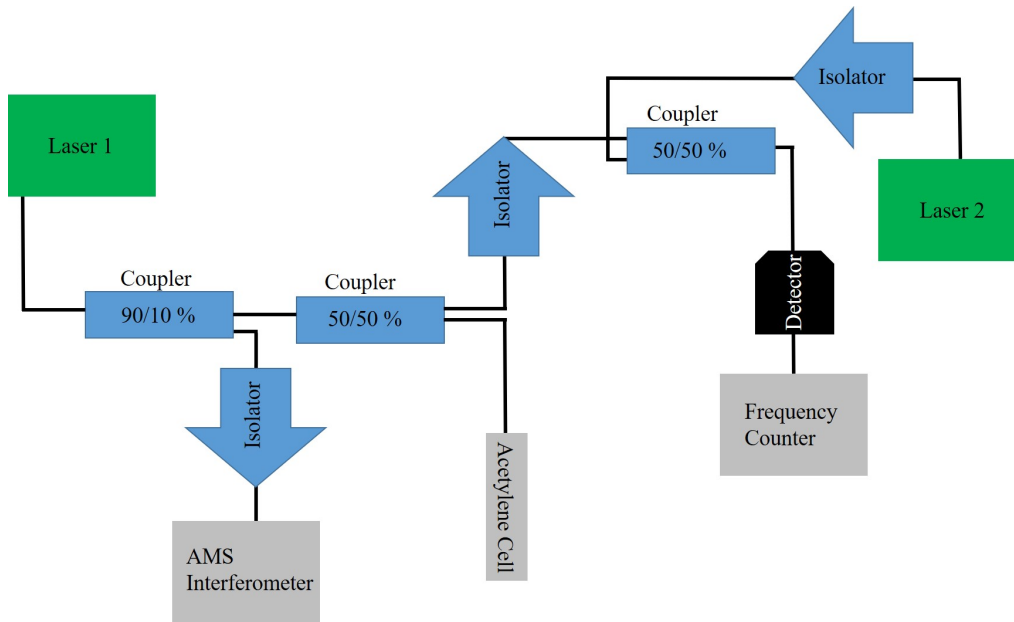 Isolator
Laser 1
Coupler
50/50 %
Isolator
Laser 2
Coupler
90/10 %
Coupler
50/50 %
Detector
Isolator
Frequency
Counter
Acetylene Cell
AMS
Interferometer